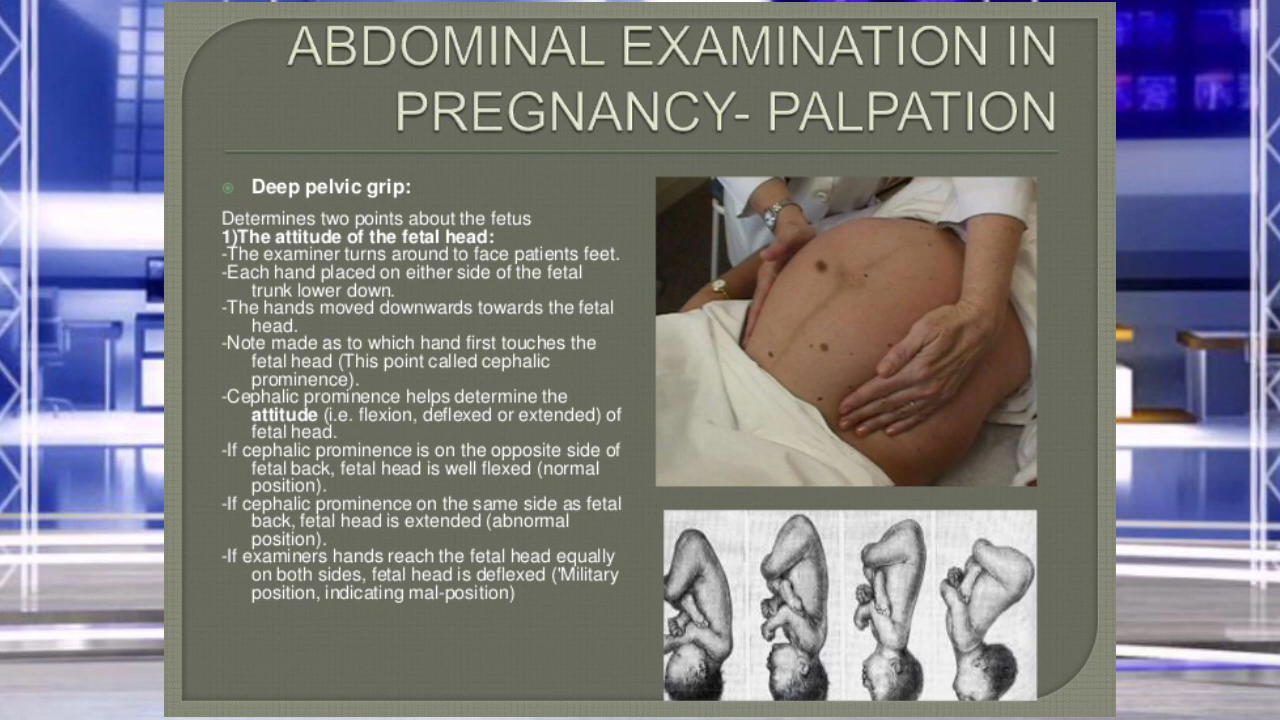 ABDOMINAL EXAMINATION IN
PREGNANCY- PALPATION
Deep pelvic grip:
Determines two points about the fetus
1)The attitude of the fetal head:
-The examiner turns around to face patients feet.
-Each hand placed on either side of the fetal
trunk lower down.
-The hands moved downwards towards the fetal
head.
-Note made as to which hand first touches the
fetal head (This point called cephalic
prominence).
-Cephalic prominence helps determine the
attitude (i.e. flexion, deflexed or extended) of
fetal head.
-If cephalic prominence is on the opposite side of
fetal back, fetal head is well flexed (normal
position).
-If cephalic prominence on the same side as fetal
back, fetal head is extended (abnormal
position).
-If examiners hands reach the fetal head equally
on both sides, fetal head is deflexed ('Military
position, indicating mal-position)